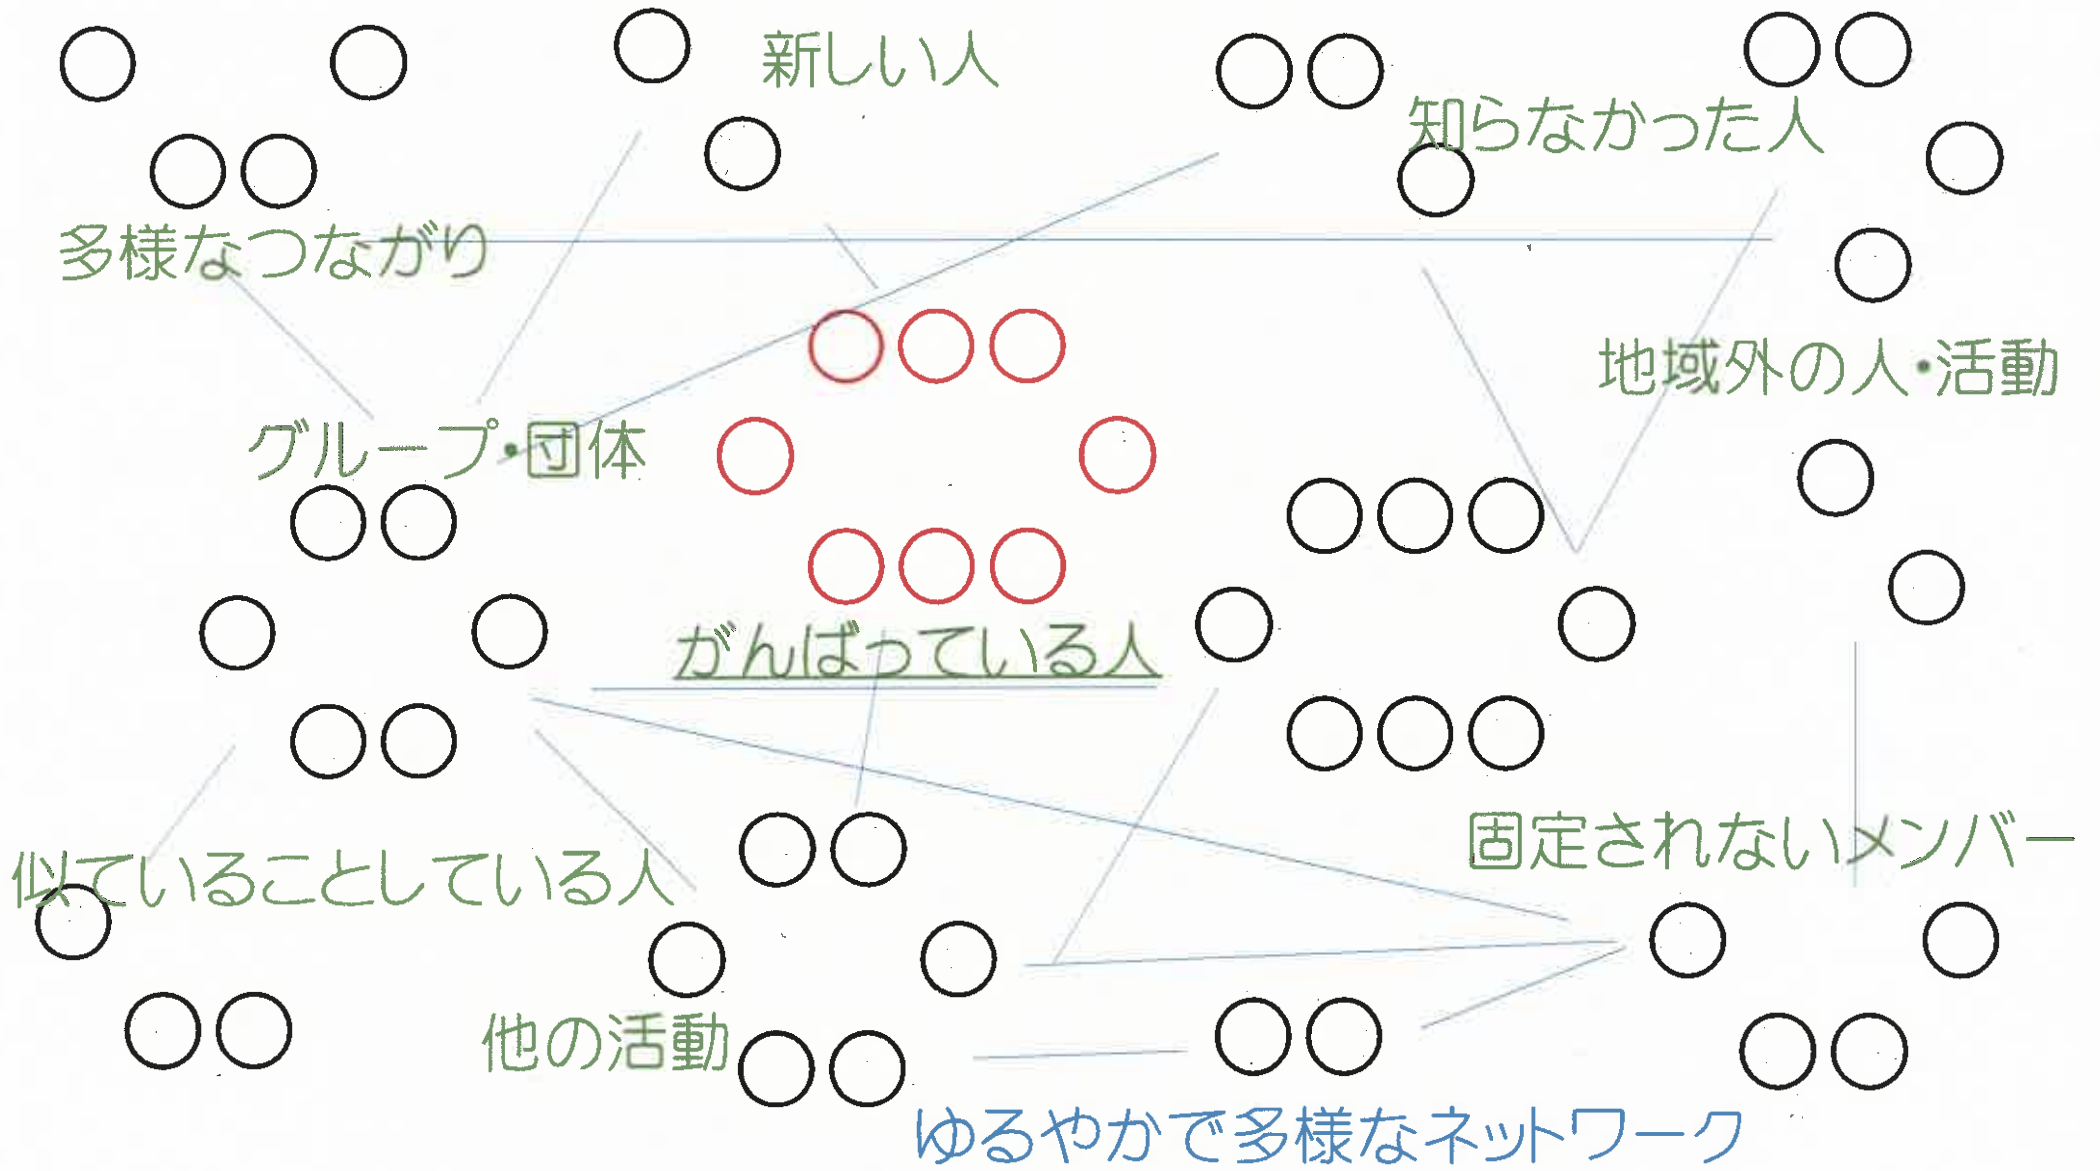 新しい人
知らなかった人
多様なつながり
地域外の人・活動
グループ・団体
がんばっている人
固定されないメンバー
似ていることしている人
他の活動
ゆるやかで多様なネットワーク